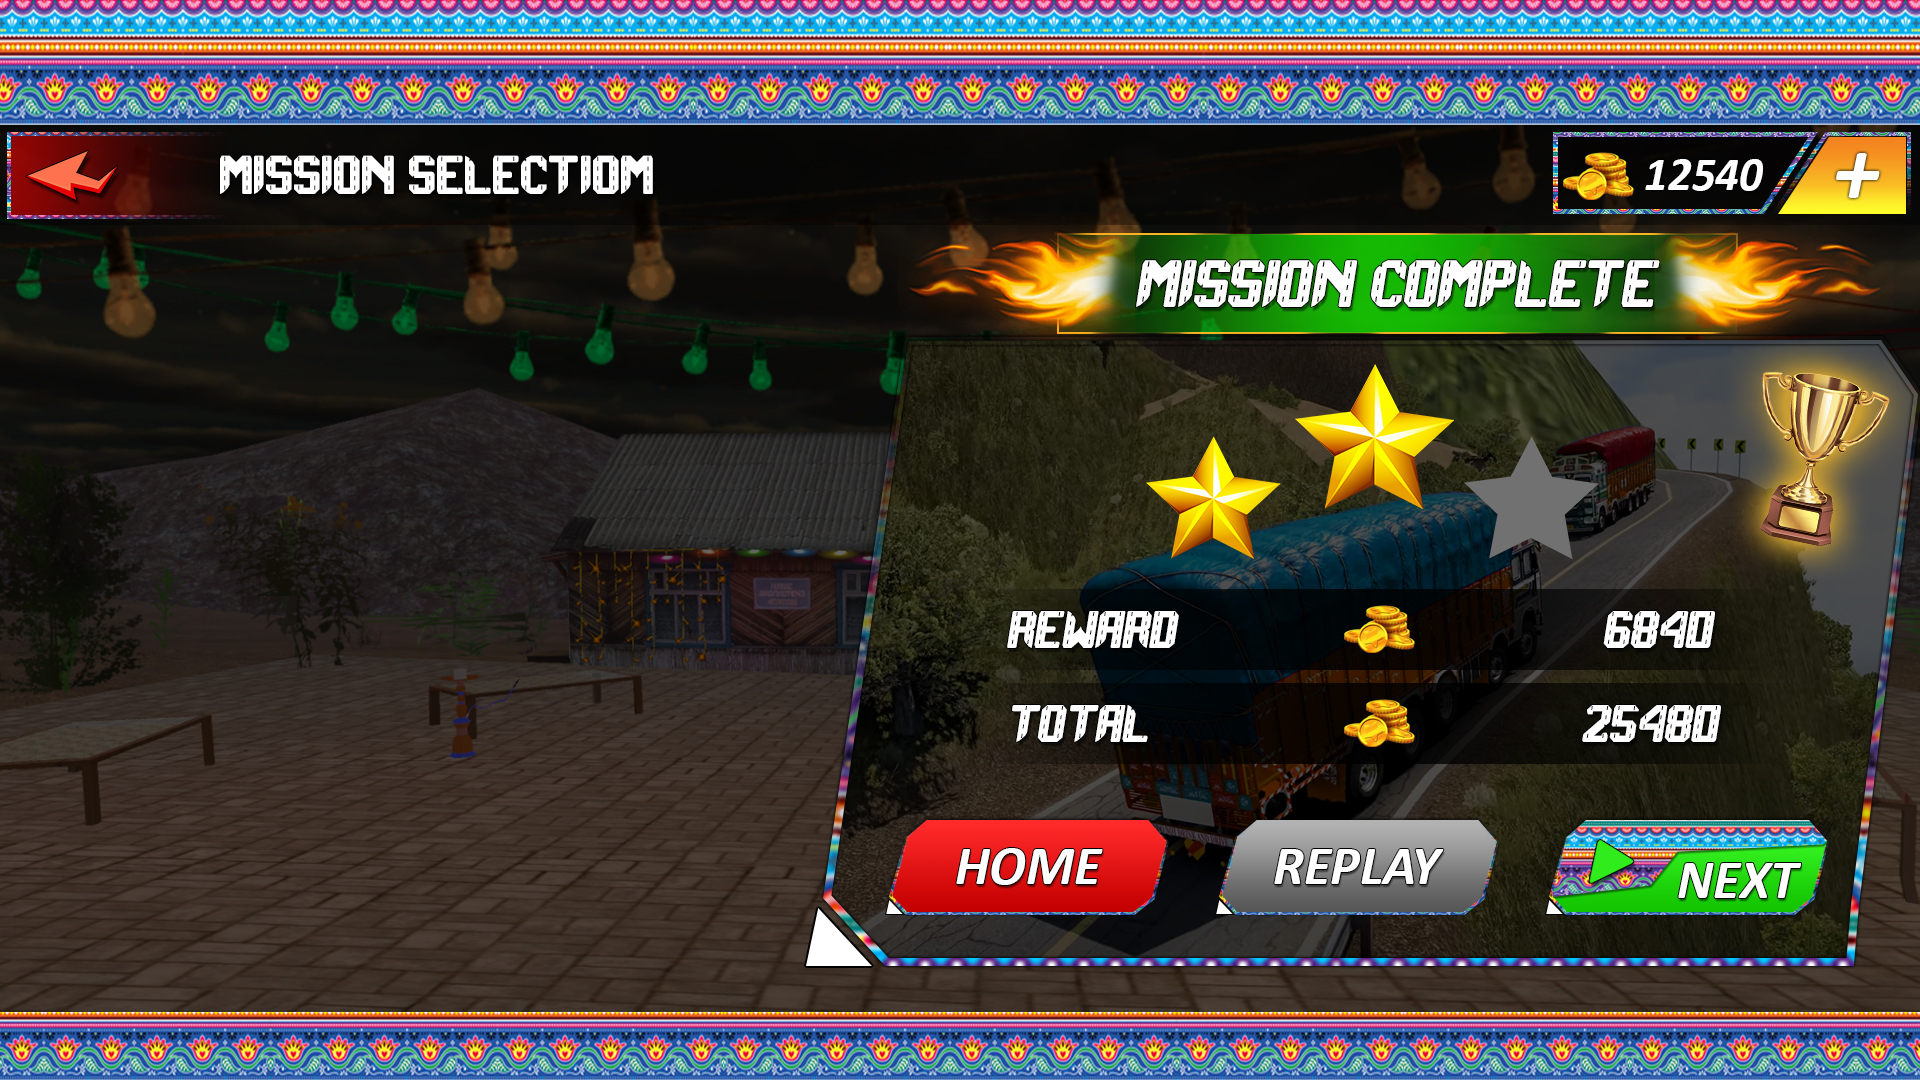 MISSION SELECTIOM
12540
+
MISSION COMPLETE
REWARD 6840
TOTAL 25480
HOME
REPLAY
NEXT